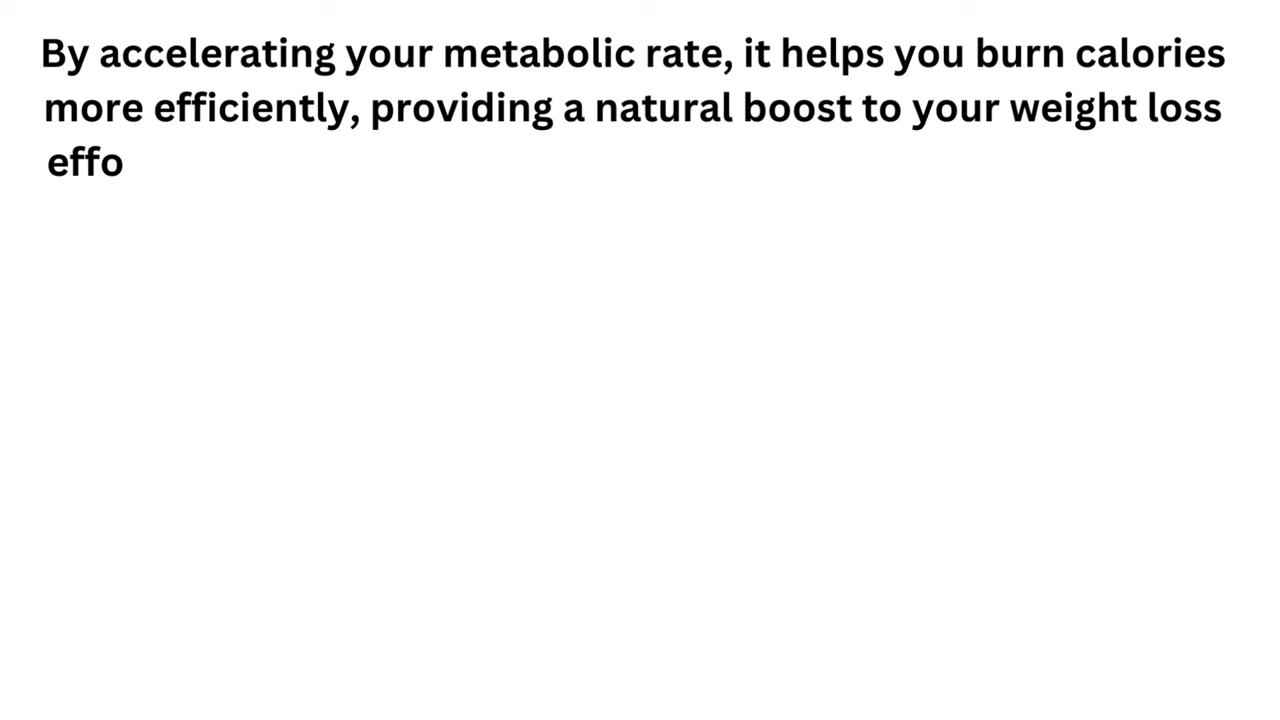 By accelerating your metabolic rate, it helps you burn calories
more efficiently, providing a natural boost to your weight loss
effo